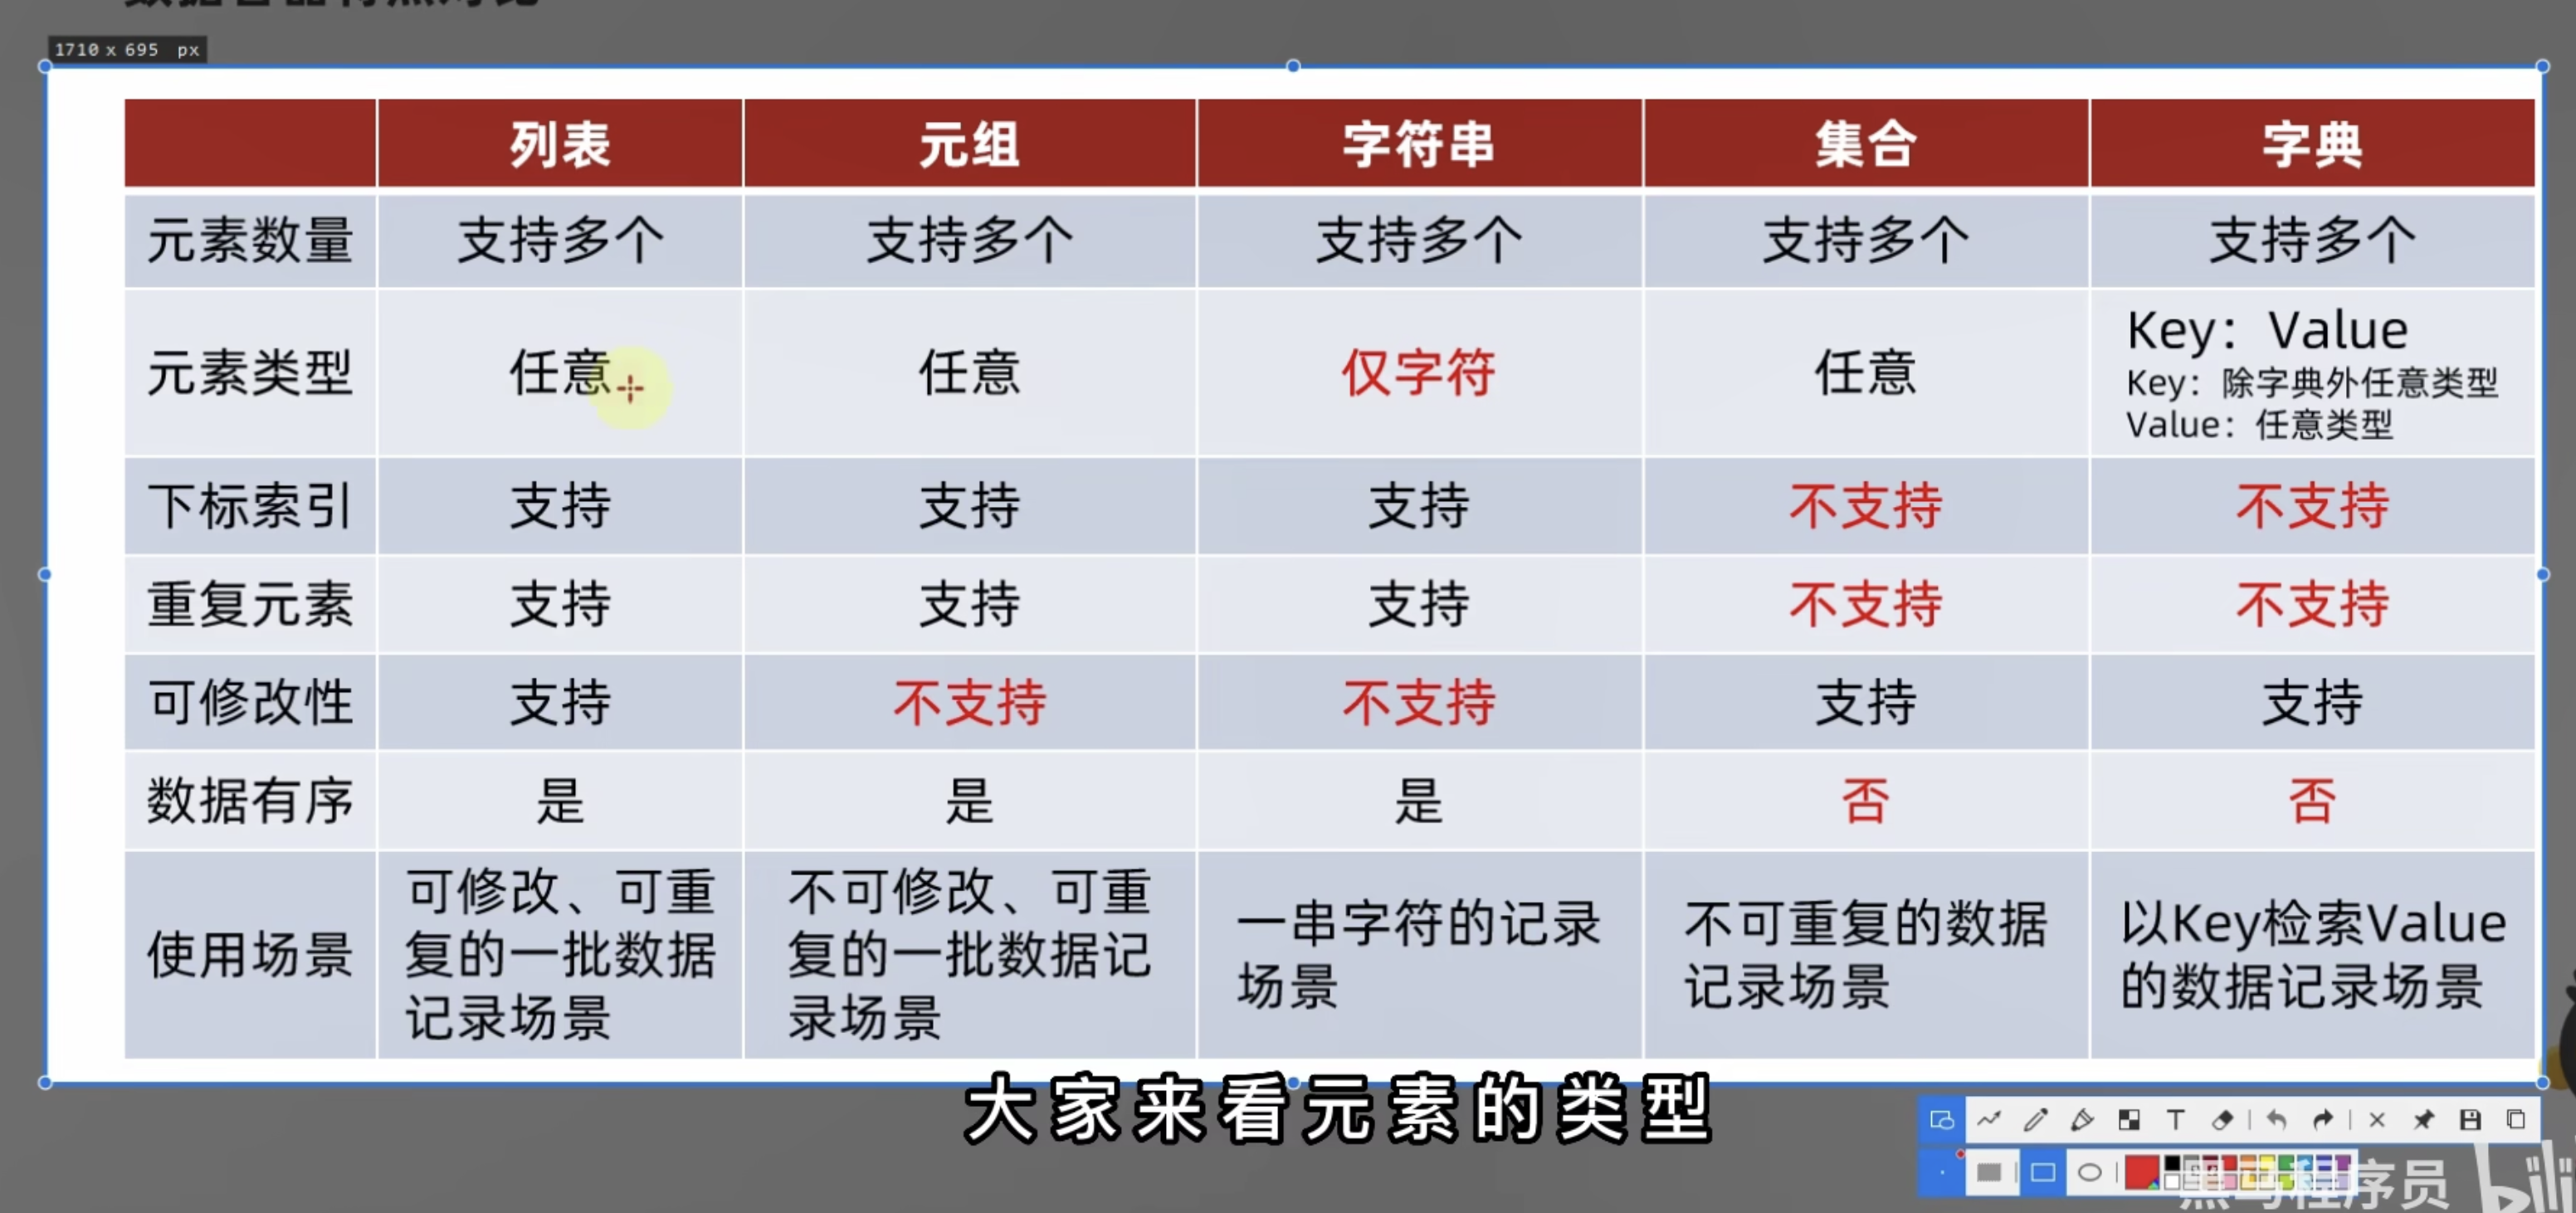 1710 x 695 px
列表 元组 字符串 集合 字典
元素数量 支持多个 支持多个 支持多个 支持多个 支持多个
元素类型 任意 任意 仅字符 任意 Key：Value
Key：除字典外任意类型
Value：任意类型
下标索引 支持 支持 支持 不支持 不支持
重复元素 支持 支持 支持 不支持 不支持
可修改性 支持 不支持 不支持 支持 支持
数据有序 是 是 是 否 否
使用场景
可修改、可重
复的一批数据
记录场景
不可修改、可重
复的一批数据记
录场景
一串字符的记录
场景
不可重复的数据
记录场景
以Key检索Value
的数据记录场景
大家来看元素的类型
T
黑马程序员
bili